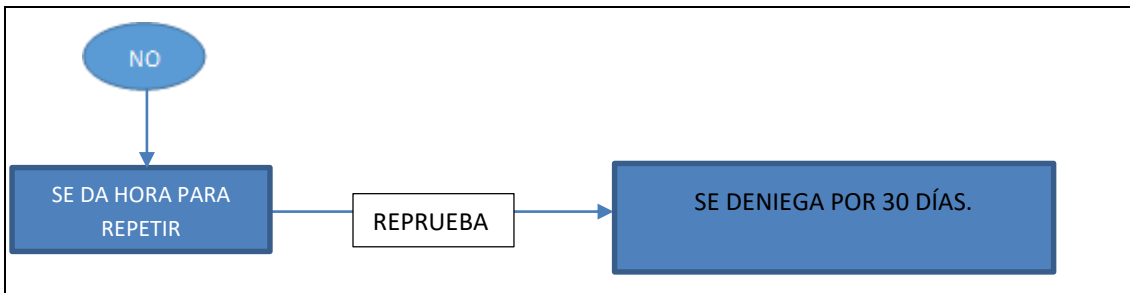 NO
SE DA HORA PARA
REPETIR
REPRUEBA
SE DENIEGA POR 30 DÍAS.